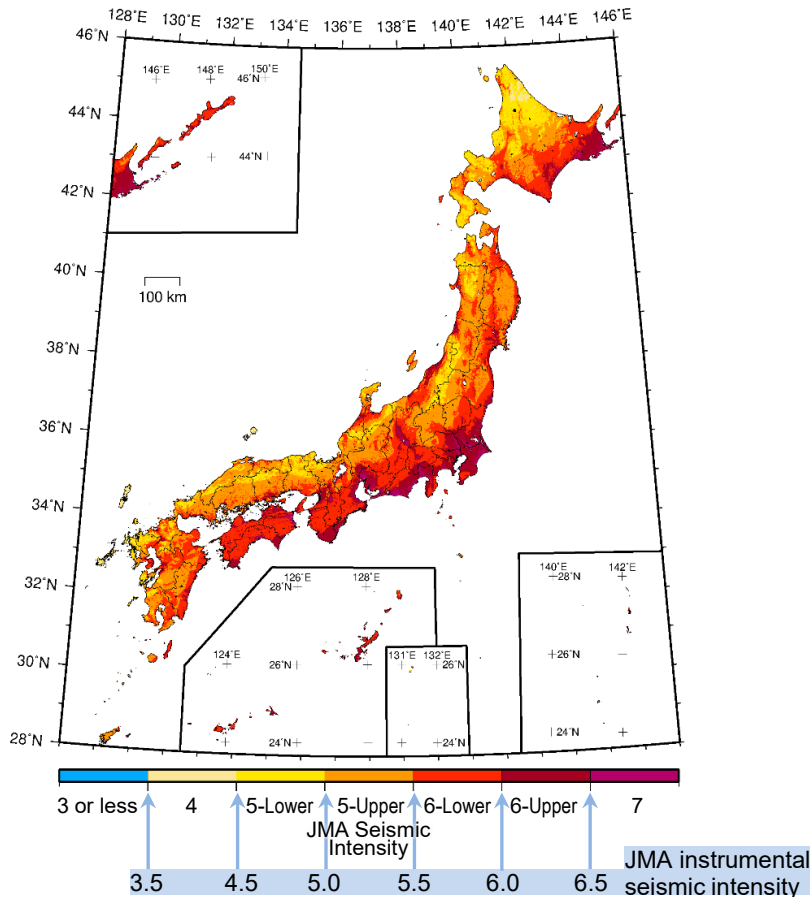 128˚E 130˚E 132˚E 134˚E 136˚E 138˚E 140˚E 142˚E 144˚E 146˚E
46˚N
44˚N
42˚N
40˚N
38˚N
36˚N
34˚N
32˚N
30˚N
28˚N
146˚E 148˚E 150˚E
46˚N
44˚N
100 km
126˚E 128˚E
28˚N
124˚E
26˚N
24˚N
131˚E 132˚E
26˚N
24˚N
140˚E 142˚E
28˚N
26˚N
24˚N
3 or less 4 5-Lower 5-Upper 6-Lower 6-Upper 7
JMA Seismic
Intensity
3.5 4.5 5.0 5.5 6.0 6.5
JMA instrumental
seismic intensity